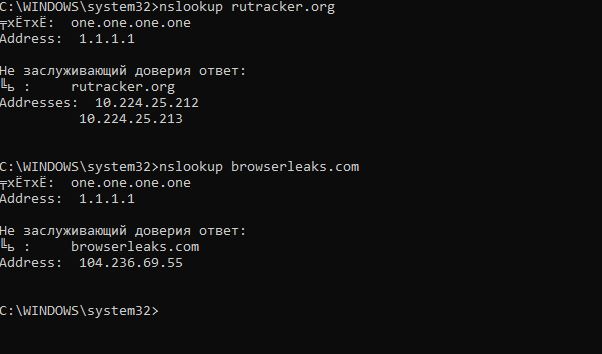 C:\WINDOWS\system32>nslookup rutracker.org
╤хЁтхЁ:  one.one.one.one
Address:  1.1.1.1
Не заслуживающий доверия ответ:
╚ь :     rutracker.org
Addresses:  10.224.25.212
10.224.25.213
C:\WINDOWS\system32>nslookup browserleaks.com
╤хЁтхЁ:  one.one.one.one
Address:  1.1.1.1
Не заслуживающий доверия ответ:
╚ь :     browserleaks.com
Address:  104.236.69.55
C:\WINDOWS\system32>